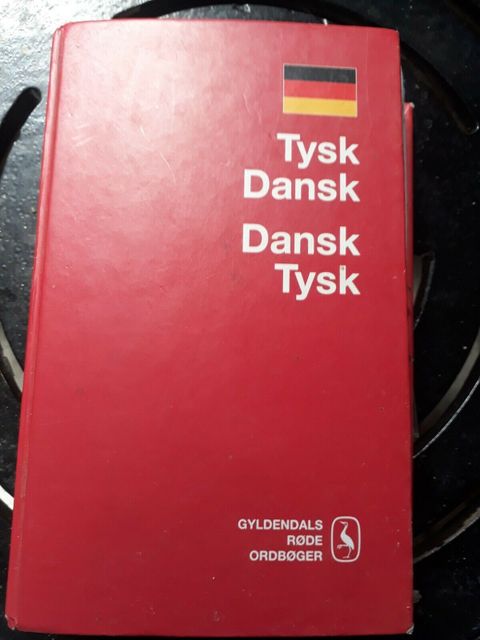 Tysk
Dansk
Dansk
Tysk
GYLDENDALS
RØDE
ORDBØGER